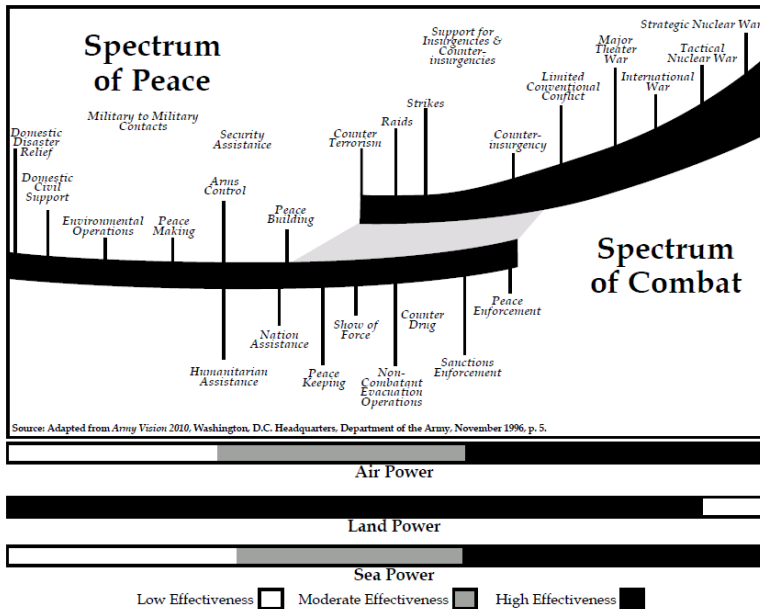 Spectrum
of Peace
Military to Military
Contacts
Security
Assistance
Support for
Insurgencies &
Counter-
insurgencies
Strategic Nuclear War
Major
Theater
War
Tactical
Nuclear War
International
War
Limited
Conventional
Conflict
Strikes
Raids
Counter
Terrorism
Counter-
insurgency
Domestic
Disaster
Relief
Domestic
Civil
Support
Environmental
Operations
Peace
Making
Arms
Control
Peace
Building
Spectrum
of Combat
Humanitarian
Assistance
Nation
Assistance
Peace
Keeping
Show of
Force
Non-
Combatant
Evacuation
Operations
Counter
Drug
Sanctions
Enforcement
Peace
Enforcement
Source: Adapted from Army Vision 2010, Washington, D.C. Headquarters, Department of the Army, November 1996, p. 5.
Air Power
Land Power
Sea Power
Low Effectiveness Moderate Effectiveness High Effectiveness